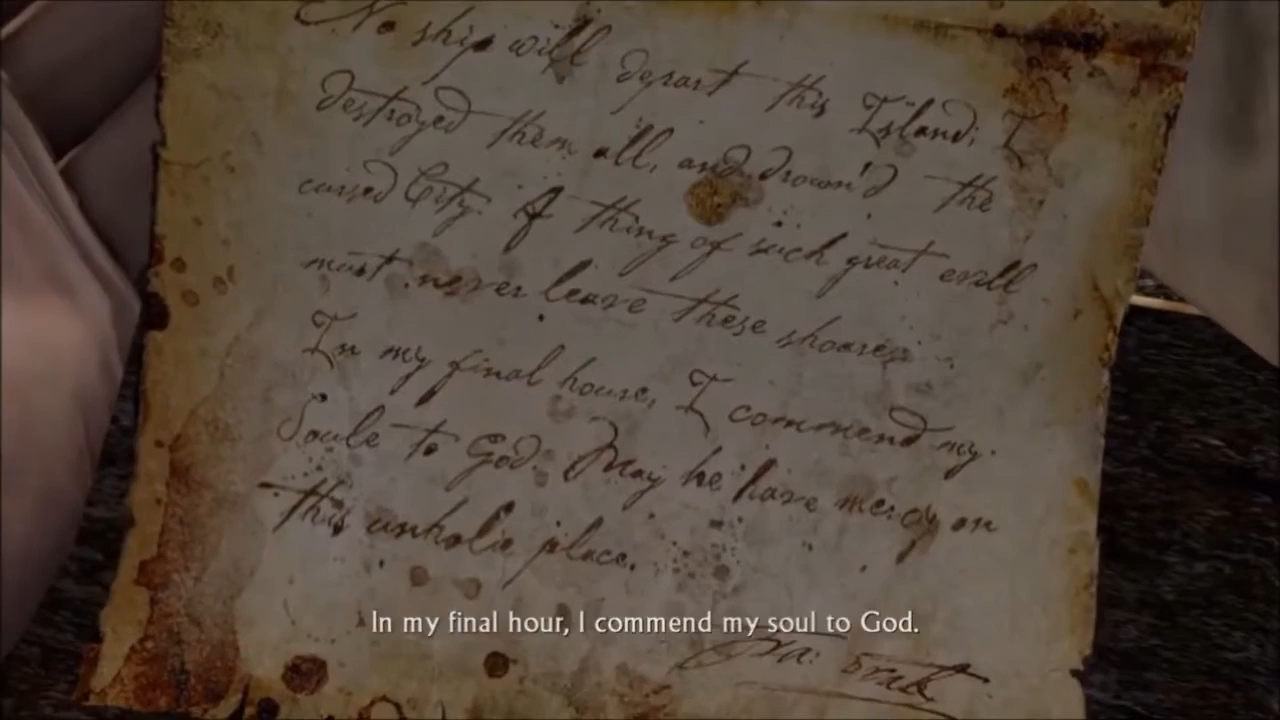 No ship will depart this Island; I
destroyed them all, and drown'd the
cursed City. A thing of such great evill
must never leave these shoares.
In my final houre, I commend my
Soule to God. May he have mercy on
this unholie place.
In my final hour, I commend my soul to God.
Fra: Drak